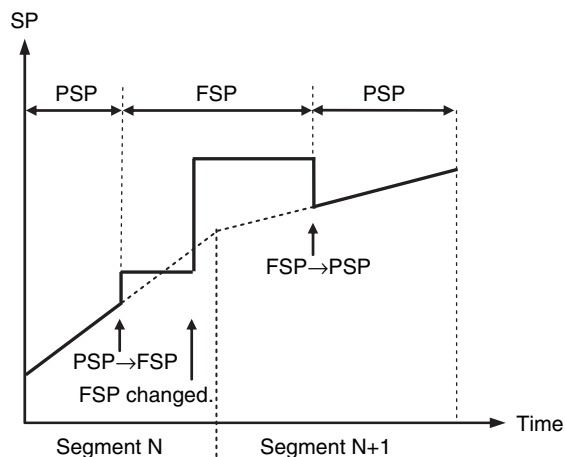 SP
PSP
FSP
PSP
FSP→PSP
PSP→FSP
FSP changed.
Time
Segment N
Segment N+1